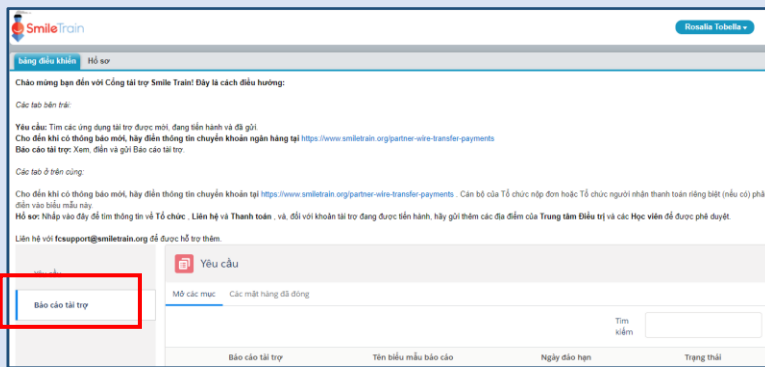 SmileTrain
Rosalia Tobella
bảng điều khiển Hồ sơ
Chào mừng bạn đến với Cổng tài trợ Smile Train! Đây là cách điều hướng:
Các tab bên trái:
Yêu cầu: Tìm các ứng dụng tài trợ được mới, đang tiến hành và đã gửi.
Cho đến khi có thông báo mới, hãy điền thông tin chuyển khoản ngân hàng tại https://www.smiletrain.org/partner-wire-transfer-payments
Báo cáo tài trợ: Xem, điền và gửi Báo cáo tài trợ.
Các tab ở trên cùng:
Cho đến khi có thông báo mới, hãy điền thông tin chuyển khoản tại https://www.smiletrain.org/partner-wire-transfer-payments . Cán bộ của Tổ chức nộp đơn hoặc Tổ chức người nhận thanh toán riêng biệt (nếu có) phả
điền vào biểu mẫu này.
Hồ sơ: Nhấp vào đây để tìm thông tin về Tổ chức , Liên hệ và Thanh toán , và, đối với khoản tài trợ đang được tiến hành, hãy gửi thêm các địa điểm của Trung tâm Điều trị và các Học viên để được phê duyệt.
Liên hệ với fcsupport@smiletrain.org để được hỗ trợ thêm.
Yêu cầu
Yêu cầu
Báo cáo tài trợ
Mở các mục Các mặt hàng đã đóng
Tìm
kiếm
Báo cáo tài trợ Tên biểu mẫu báo cáo Ngày đáo hạn Trạng thái